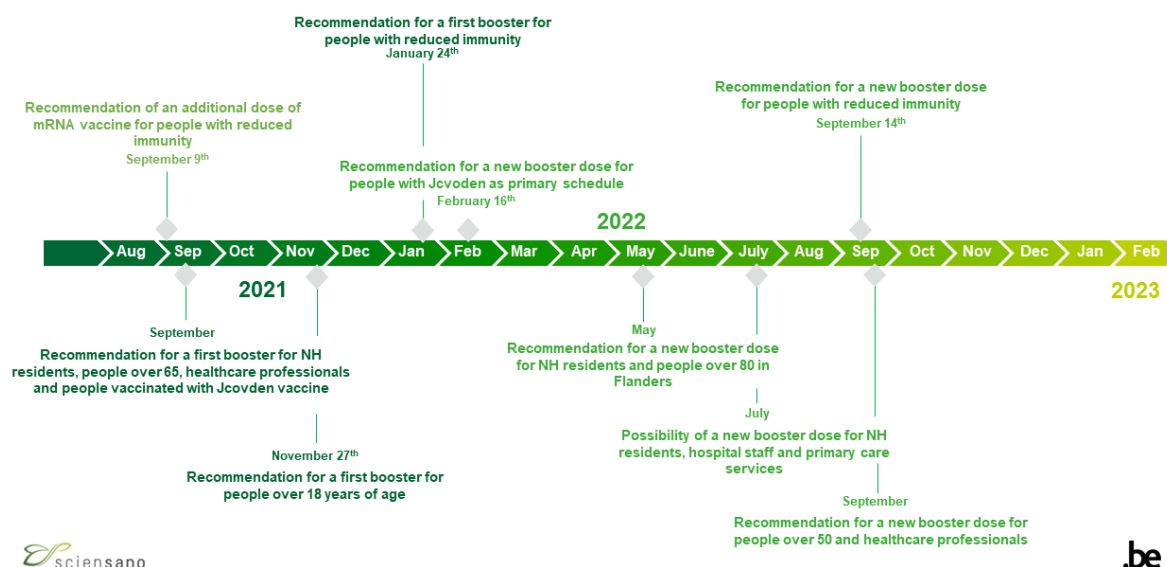 Recommendation for a first booster for
people with reduced immunity
January 24th
Recommendation of an additional dose of
mRNA vaccine for people with reduced
immunity
September 9th
Recommendation for a new booster dose
for people with reduced immunity
September 14th
Recommendation for a new booster dose for
people with Jcvoden as primary schedule
February 16th
2022
Aug Sep Oct Nov Dec Jan Feb Mar Apr May June July Aug Sep Oct Nov Dec Jan Feb
2021
2023
September
Recommendation for a first booster for NH
residents, people over 65, healthcare professionals
and people vaccinated with Jcovden vaccine
May
Recommendation for a new booster dose
for NH residents and people over 80 in
Flanders
July
Possibility of a new booster dose for NH
residents, hospital staff and primary care
services
November 27th
Recommendation for a first booster for
people over 18 years of age
September
Recommendation for a new booster dose for
people over 50 and healthcare professionals
sciensano
.be